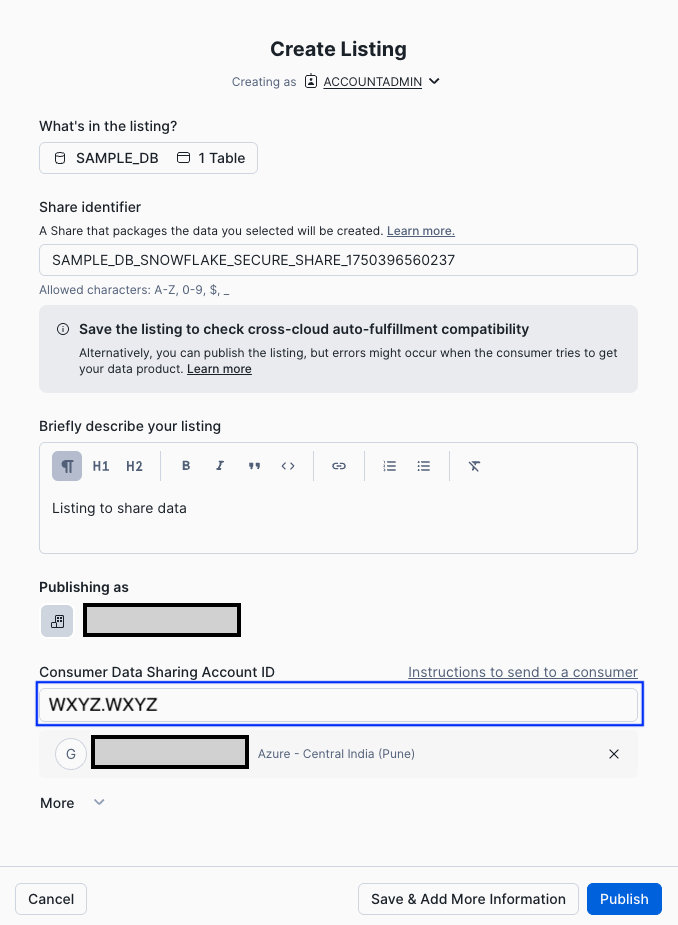 Create Listing
Creating as ACCOUNTADMIN
What's in the listing?
SAMPLE_DB 1 Table
Share identifier
A Share that packages the data you selected will be created. Learn more.
SAMPLE_DB_SNOWFLAKE_SECURE_SHARE_1750396560237
Allowed characters: A-Z, 0-9, $, _
Save the listing to check cross-cloud auto-fulfillment compatibility
Alternatively, you can publish the listing, but errors might occur when the consumer tries to get
your data product. Learn more
Briefly describe your listing
¶ H1 H2 B I " <>
Listing to share data
Publishing as
Consumer Data Sharing Account ID Instructions to send to a consumer
WXYZ.WXYZ
G Azure - Central India (Pune)
More
Cancel Save & Add More Information Publish